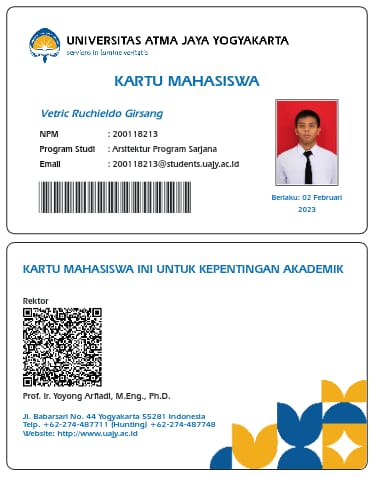 UNIVERSITAS ATMA JAYA YOGYAKARTA
serviens in lumine veritatis
KARTU MAHASISWA
Vetric Ruchieldo Girsang
NPM : 200118213
Program Studi : Arsitektur Program Sarjana
Email : 200118213@students.uajy.ac.id
Berlaku: 02 Februari
2023
KARTU MAHASISWA INI UNTUK KEPENTINGAN AKADEMIK
Rektor
Prof. Ir. Yoyong Arfiadi, M.Eng., Ph.D.
Jl. Babarsari No. 44 Yogyakarta 55281 Indonesia
Telp. +62-274-487711 (Hunting) +62-274-487748
Website: http://www.uajy.ac.id